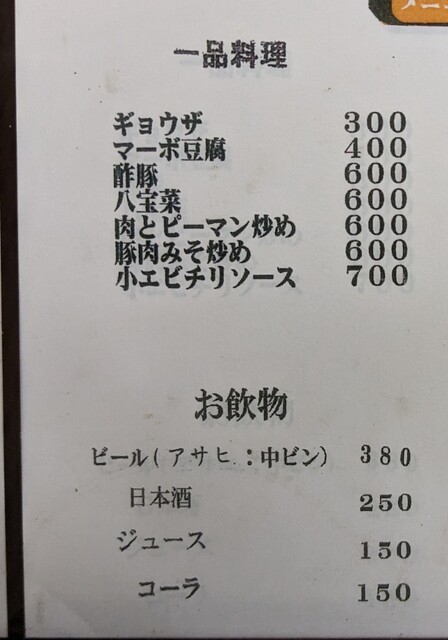 メニ
一品料理
ギョウザ 300
マーボ豆腐 400
酢豚 600
八宝菜 600
肉とピーマン炒め 600
豚肉みそ炒め 600
小エビチリソース 700
お飲物
ビール(アサヒ:中ビン) 380
日本酒 250
ジュース 150
コーラ 150